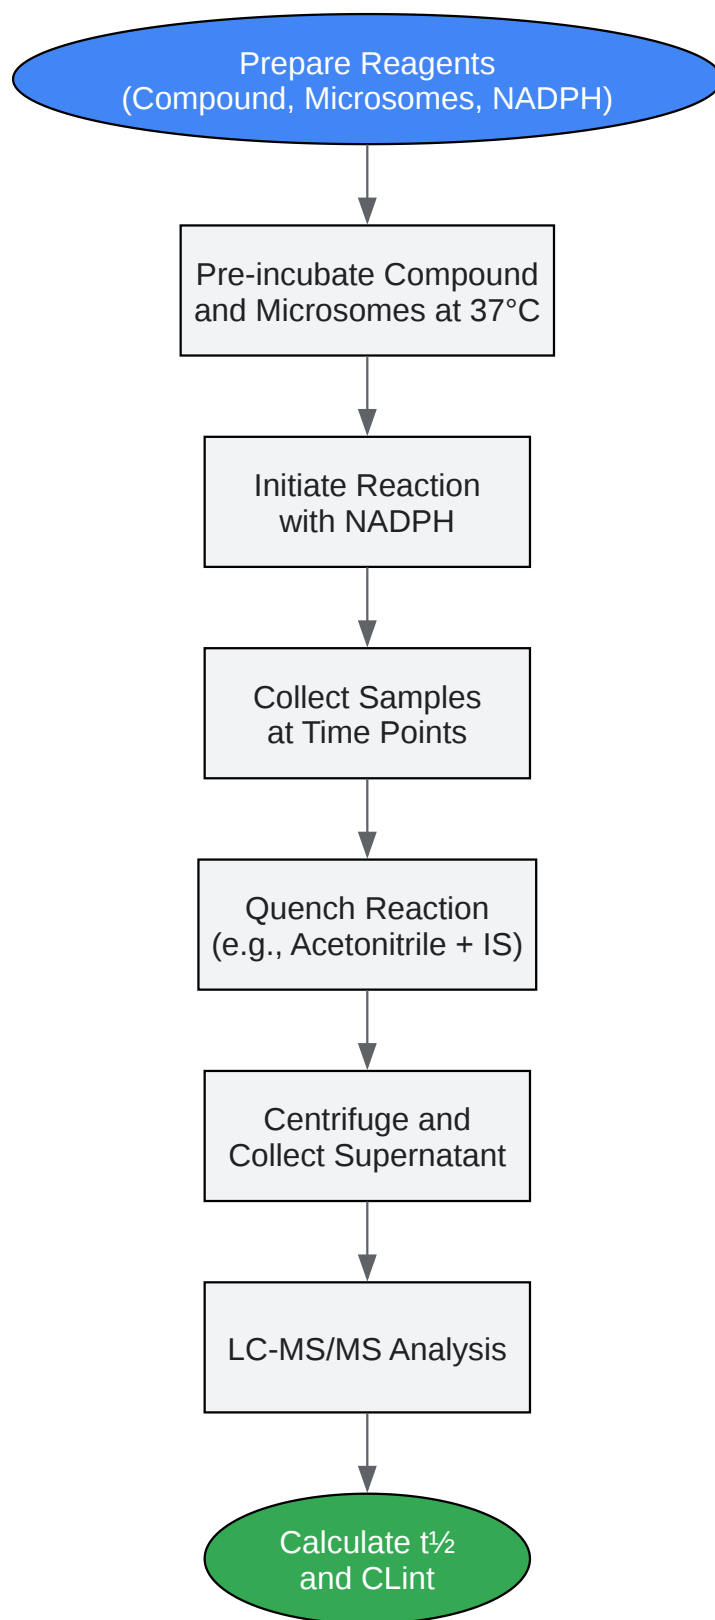 Prepare Reagents
(Compound, Microsomes, NADPH)
Pre-incubate Compound
and Microsomes at 37°C
Initiate Reaction
with NADPH
Collect Samples
at Time Points
Quench Reaction
(e.g., Acetonitrile + IS)
Centrifuge and
Collect Supernatant
LC-MS/MS Analysis
Calculate t½
and CLint